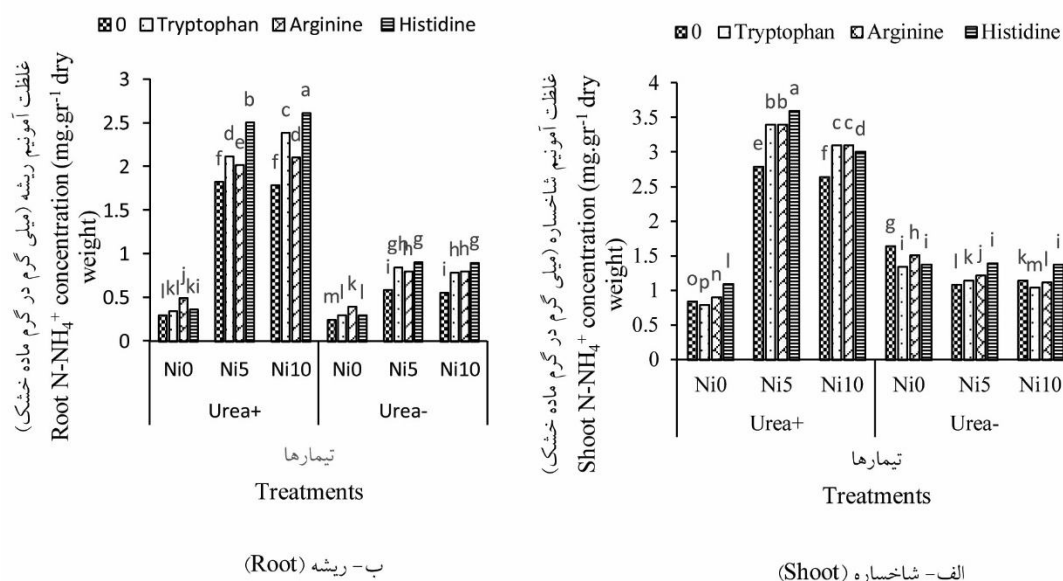 0 Tryptophan Arginine Histidine
غلظت آمونیم ریشه (میلی گرم در گرم ماده خشک)
Root N-NH₄⁺ concentration (mg.gr⁻¹ dry
weight)
3
2.5
2
1.5
1
0.5
0
l kl j ki f d e b f c d a m l k l i gh h g i h h g
Ni0 Ni5 Ni10 Ni0 Ni5 Ni10
Urea+ Urea-
تیمارها
Treatments
ب- ریشه (Root)
0 Tryptophan Arginine Histidine
غلظت آمونیم شاخساره (میلی گرم در گرم ماده خشک)
Shoot N-NH₄⁺ concentration (mg.gr⁻¹ dry
weight)
4
3.5
3
2.5
2
1.5
1
0.5
0
o p n l e b b a f c c d g i h i l k j i k m l i
Ni0 Ni5 Ni10 Ni0 Ni5 Ni10
Urea+ Urea-
تیمارها
Treatments
الف- شاخساره (Shoot)